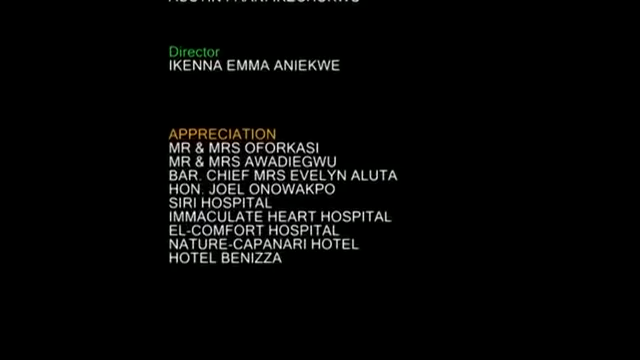 Director
IKENNA EMMA ANIEKWE
APPRECIATION
MR & MRS OFORKASI
MR & MRS AWADIEGWU
BAR. CHIEF MRS EVELYN ALUTA
HON. JOEL ONOWAKPO
SIRI HOSPITAL
IMMACULATE HEART HOSPITAL
EL-COMFORT HOSPITAL
NATURE-CAPANARI HOTEL
HOTEL BENIZZA